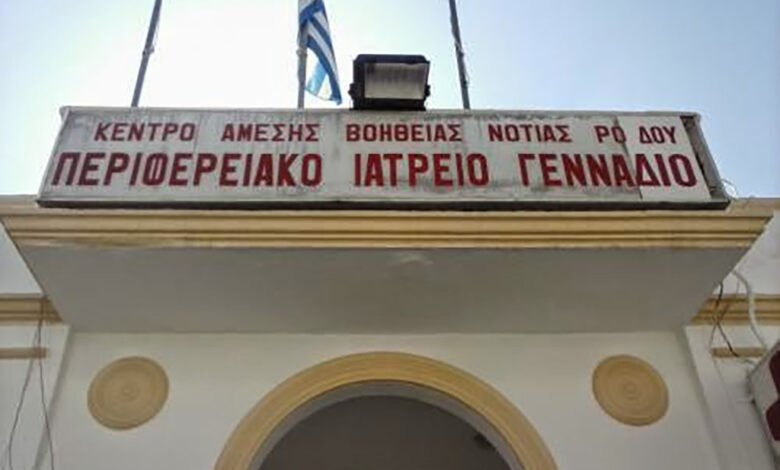 ΚΕΝΤΡΟ ΑΜΕΣΗΣ ΒΟΗΘΕΙΑΣ ΝΟΤΙΑΣ ΡΟΔΟΥ
ΠΕΡΙΦΕΡΕΙΑΚΟ ΙΑΤΡΕΙΟ ΓΕΝΝΑΔΙΟ